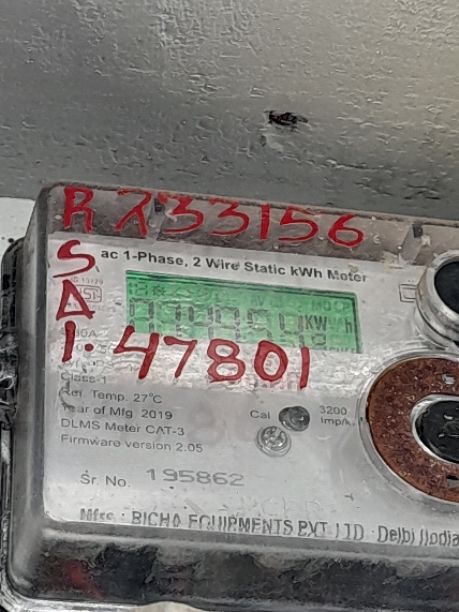 R 233156
S ac 1-Phase, 2 Wire Static kWh Meter
KWh
1. 47801
Class-1
Ref. Temp. 27°C
Year of Mfg. 2019
DLMS Meter CAT-3
Firmware version 2.05
Cal
3200
imp/k
Sr. No. 195862
Mfrs.: BICHO EQUIPMENTS PVT. LTD. Delhi (India